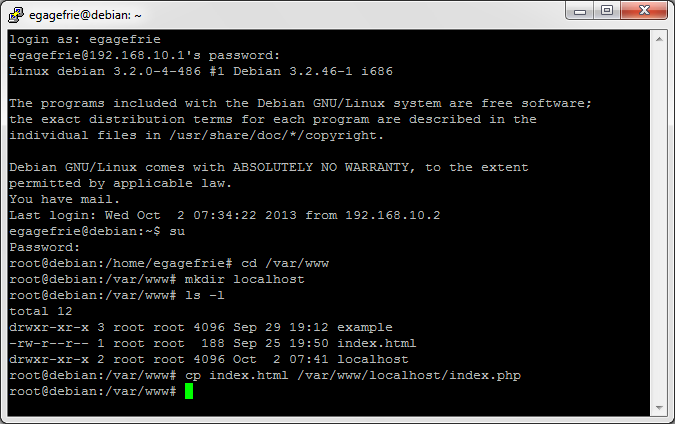 egagefrie@debian: ~
login as: egagefrie
egagefrie@192.168.10.1's password:
Linux debian 3.2.0-4-486 #1 Debian 3.2.46-1 i686

The programs included with the Debian GNU/Linux system are free software;
the exact distribution terms for each program are described in the
individual files in /usr/share/doc/*/copyright.

Debian GNU/Linux comes with ABSOLUTELY NO WARRANTY, to the extent
permitted by applicable law.
You have mail.
Last login: Wed Oct  2 07:34:22 2013 from 192.168.10.2
egagefrie@debian:~$ su
Password:
root@debian:/home/egagefrie# cd /var/www
root@debian:/var/www# mkdir localhost
root@debian:/var/www# ls -l
total 12
drwxr-xr-x 3 root root 4096 Sep 29 19:12 example
-rw-r--r-- 1 root root  188 Sep 25 19:50 index.html
drwxr-xr-x 2 root root 4096 Oct  2 07:41 localhost
root@debian:/var/www# cp index.html /var/www/localhost/index.php
root@debian:/var/www#